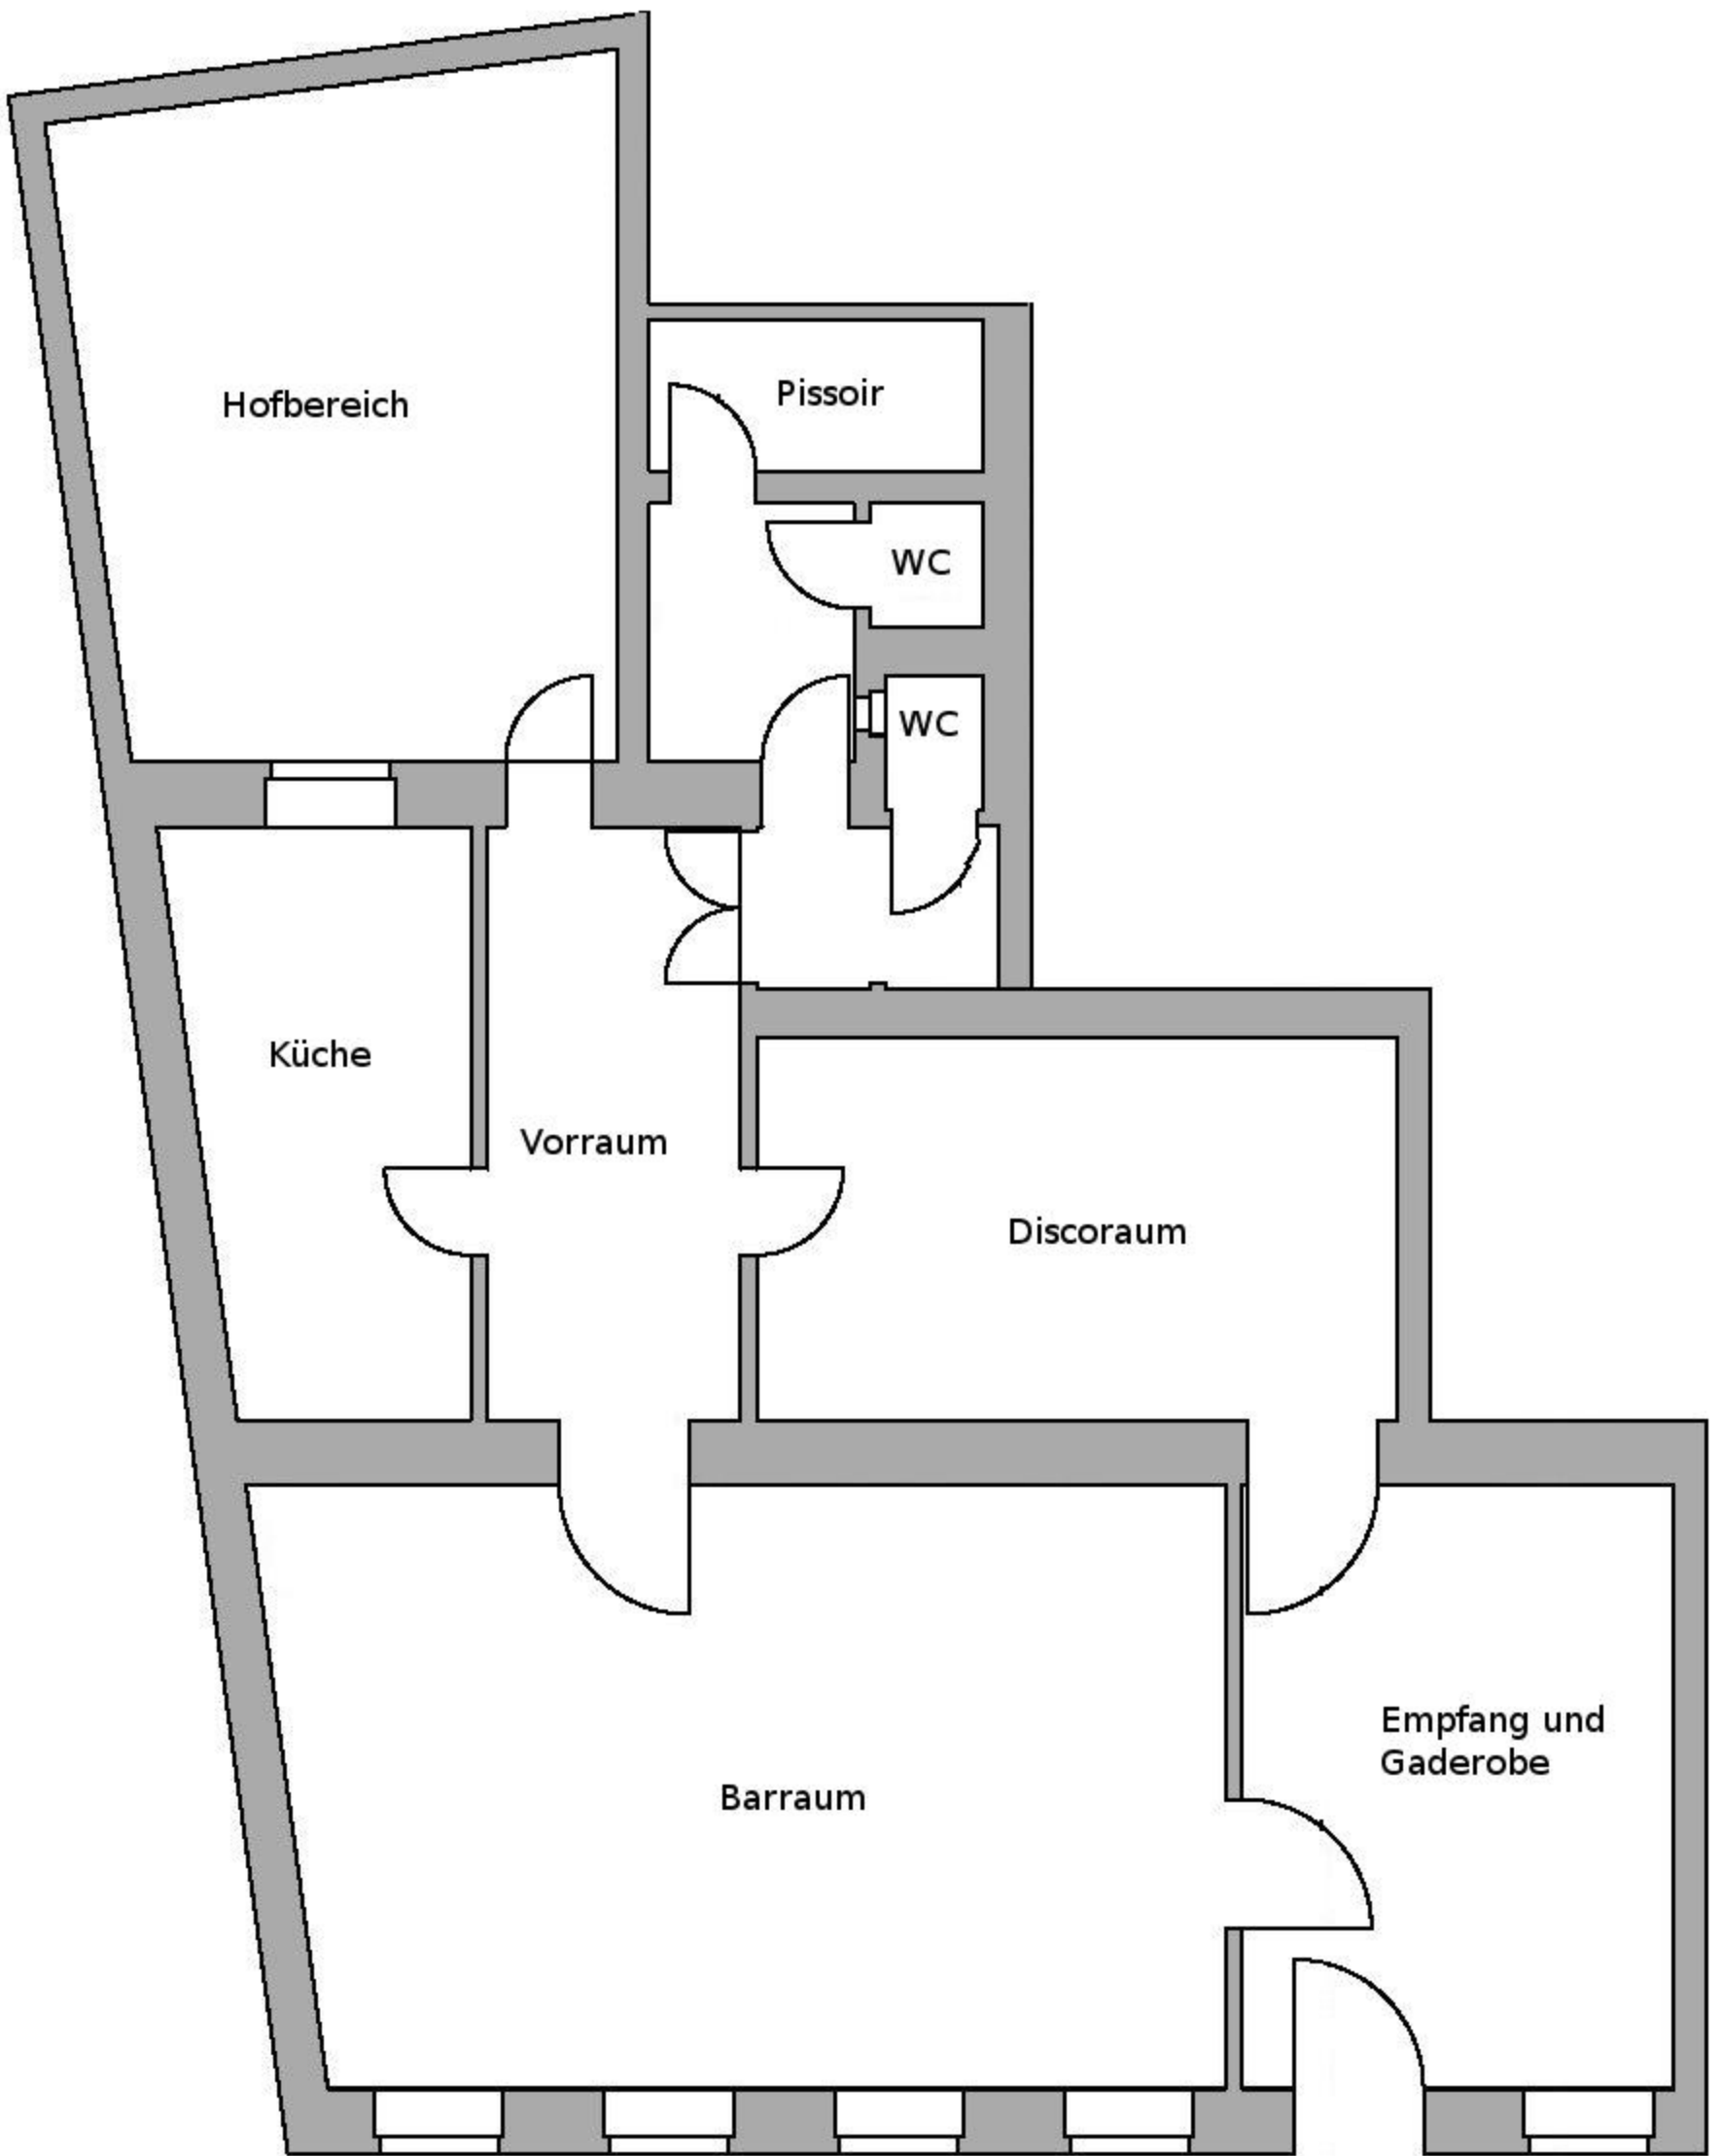 Hofbereich
Pissoir
WC
WC
Küche
Vorraum
Discoraum
Empfang und
Gaderobe
Barraum